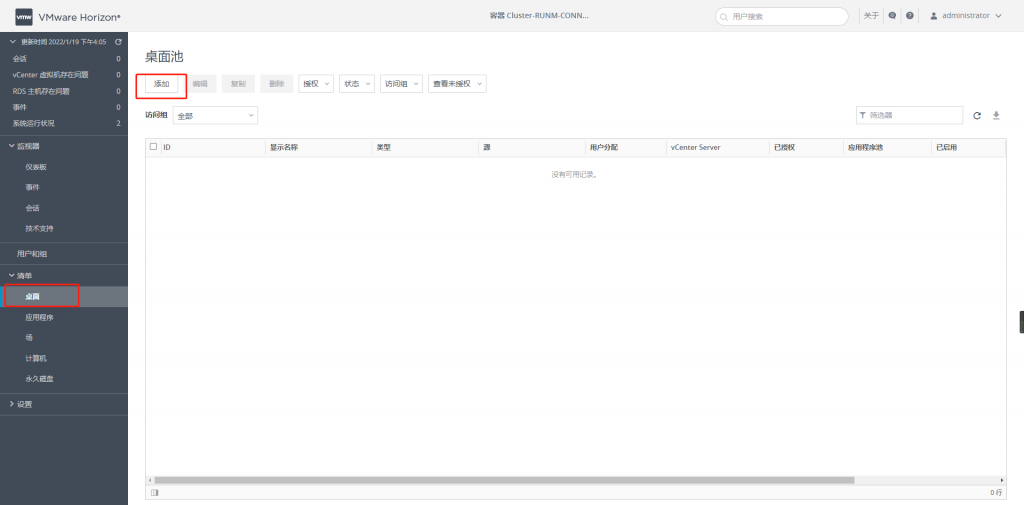 vmw VMware Horizon®
容器 Cluster-RUNM-CONN...
用户搜索
关于
administrator
更新时间 2022/1/19 下午4:05
会话 0
vCenter 虚拟机存在问题 0
RDS 主机存在问题 0
事件 0
系统运行状况 2
监视器
仪表板
事件
会话
技术支持
用户和组
清单
桌面
应用程序
场
计算机
永久磁盘
设置
桌面池
添加 编辑 复制 删除 授权 状态 访问组 查看未授权
访问组 全部
筛选器
ID 显示名称 类型 源 用户分配 vCenter Server 已授权 应用程序池 已启用
没有可用记录。
0 行